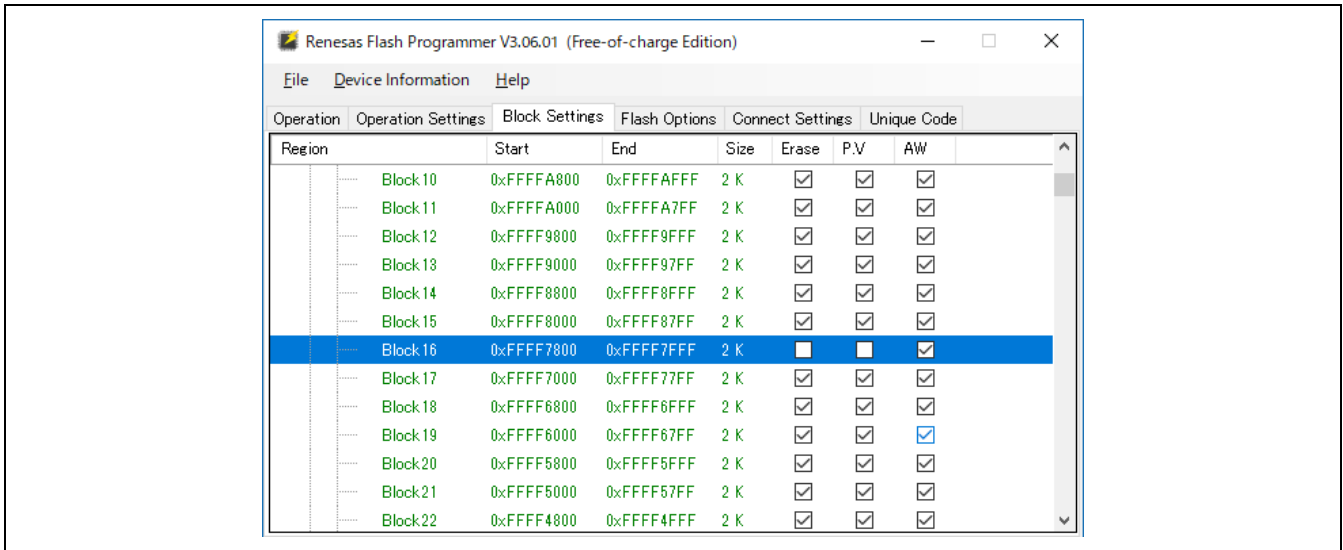 Renesas Flash Programmer V3.06.01 (Free-of-charge Edition)
File Device Information Help
Operation Operation Settings Block Settings Flash Options Connect Settings Unique Code
Region Start End Size Erase P.V AW
Block10 0xFFFFA800 0xFFFFAFFF 2 K
Block11 0xFFFFA000 0xFFFFA7FF 2 K
Block12 0xFFFF9800 0xFFFF9FFF 2 K
Block13 0xFFFF9000 0xFFFF97FF 2 K
Block14 0xFFFF8800 0xFFFF8FFF 2 K
Block15 0xFFFF8000 0xFFFF87FF 2 K
Block16 0xFFFF7800 0xFFFF7FFF 2 K
Block17 0xFFFF7000 0xFFFF77FF 2 K
Block18 0xFFFF6800 0xFFFF6FFF 2 K
Block19 0xFFFF6000 0xFFFF67FF 2 K
Block20 0xFFFF5800 0xFFFF5FFF 2 K
Block21 0xFFFF5000 0xFFFF57FF 2 K
Block22 0xFFFF4800 0xFFFF4FFF 2 K